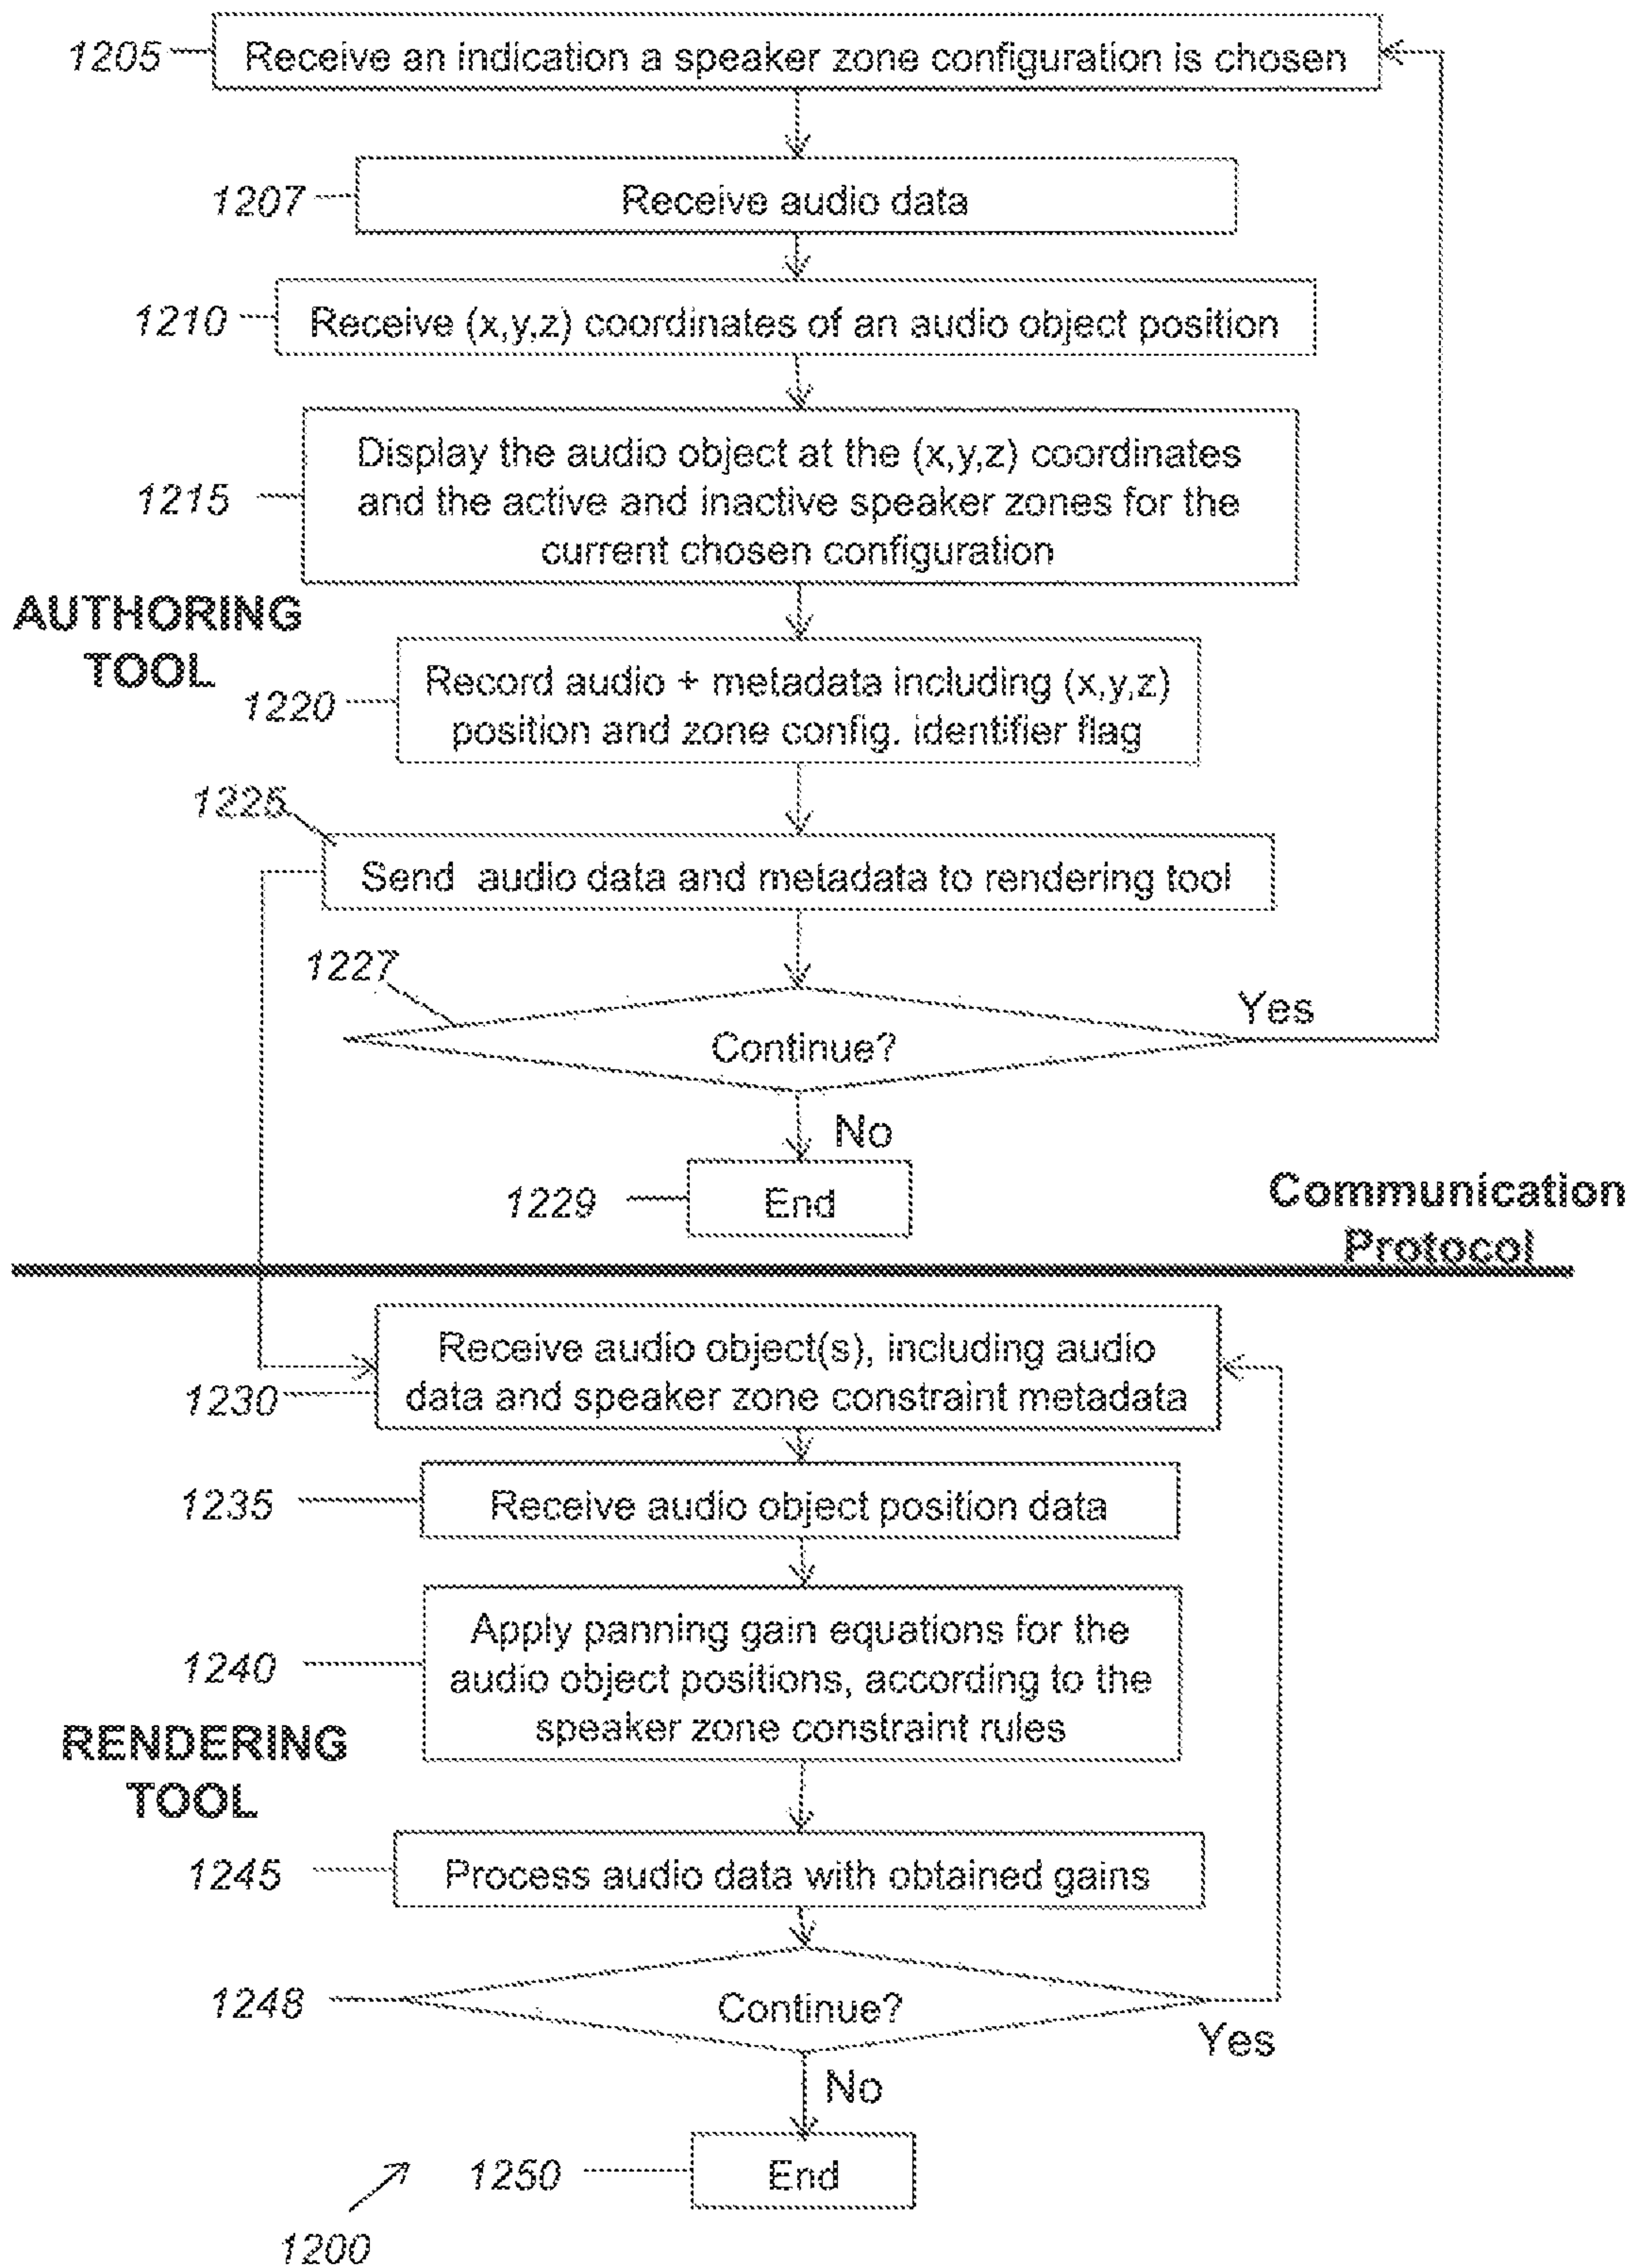 1205
Receive an indication a speaker zone configuration is chosen
1207
Receive audio data
1210
Receive (x,y,z) coordinates of an audio object position
1215
Display the audio object at the (x,y,z) coordinates
and the active and inactive speaker zones for the
current chosen configuration
AUTHORING
TOOL
1220
Record audio + metadata including (x,y,z)
position and zone config. identifier flag
1225
Send audio data and metadata to rendering tool
1227
Continue?
Yes
No
1229
End
Communication
Protocol
Receive audio object(s), including audio
data and speaker zone constraint metadata
1230
1235
Receive audio object position data
1240
Apply panning gain equations for the
audio object positions, according to the
speaker zone constraint rules
RENDERING
TOOL
1245
Process audio data with obtained gains
1248
Continue?
Yes
No
1250
End
1200